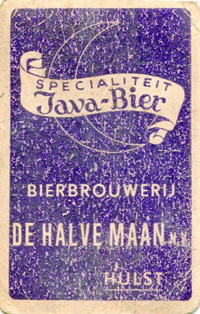 SPECIALITEIT
Java-Bier
BIERBROUWERIJ
DE HALVE MAAN N.V.
HULST